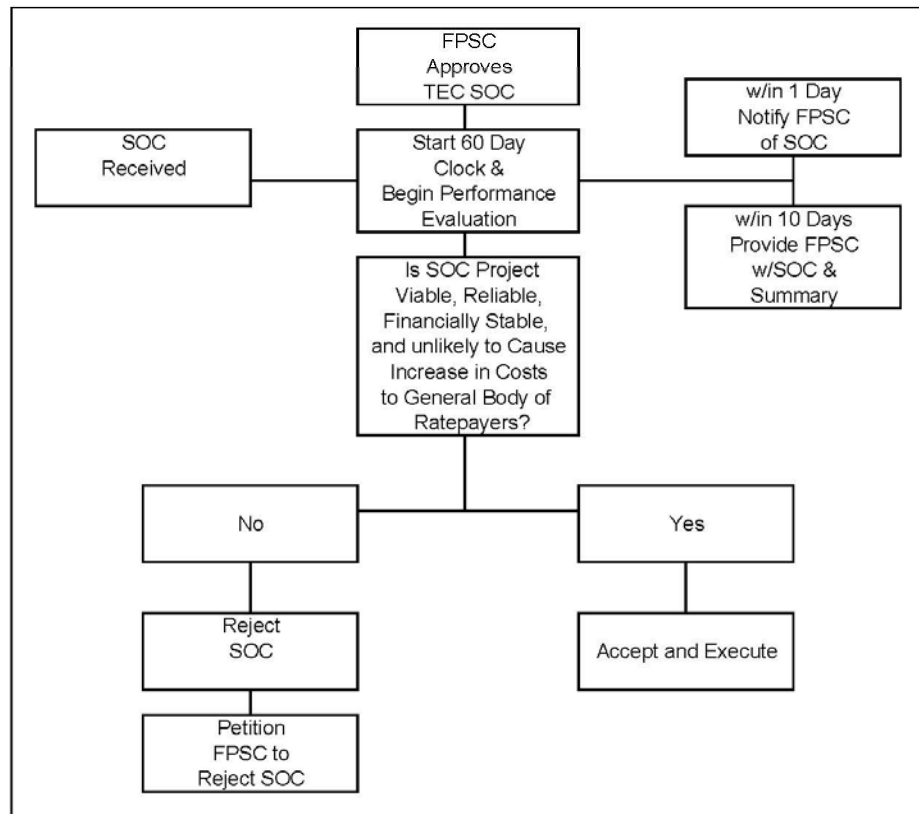 FPSC
Approves
TEC SOC
w/in 1 Day
Notify FPSC
of SOC
SOC
Received
Start 60 Day
Clock &
Begin Performance
Evaluation
w/in 10 Days
Provide FPSC
w/SOC &
Summary
Is SOC Project
Viable, Reliable,
Financially Stable,
and unlikely to Cause
Increase in Costs
to General Body of
Ratepayers?
No
Yes
Reject
SOC
Accept and Execute
Petition
FPSC to
Reject SOC